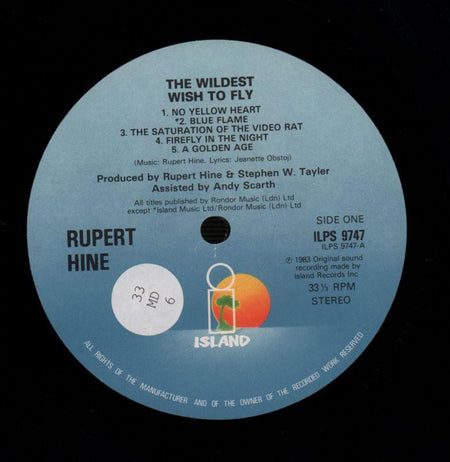 THE WILDEST
WISH TO FLY
1. NO YELLOW HEART
*2. BLUE FLAME
3. THE SATURATION OF THE VIDEO RAT
4. FIREFLY IN THE NIGHT
5. A GOLDEN AGE
(Music: Rupert Hine. Lyrics: Jeanette Obstoj)
Produced by Rupert Hine & Stephen W. Tayler
Assisted by Andy Scarth
All titles published by Rondor Music (Ldn) Ltd
except *Island Music Ltd/Rondor Music (Ldn) Ltd
RUPERT
HINE
SIDE ONE
ILPS 9747
ILPS 9747-A
℗ 1983 Original sound
recording made by
Island Records Inc
33⅓ RPM
STEREO
33
MD
6
ISLAND
ALL RIGHTS OF THE MANUFACTURER AND OF THE OWNER OF THE RECORDED WORK RESERVED